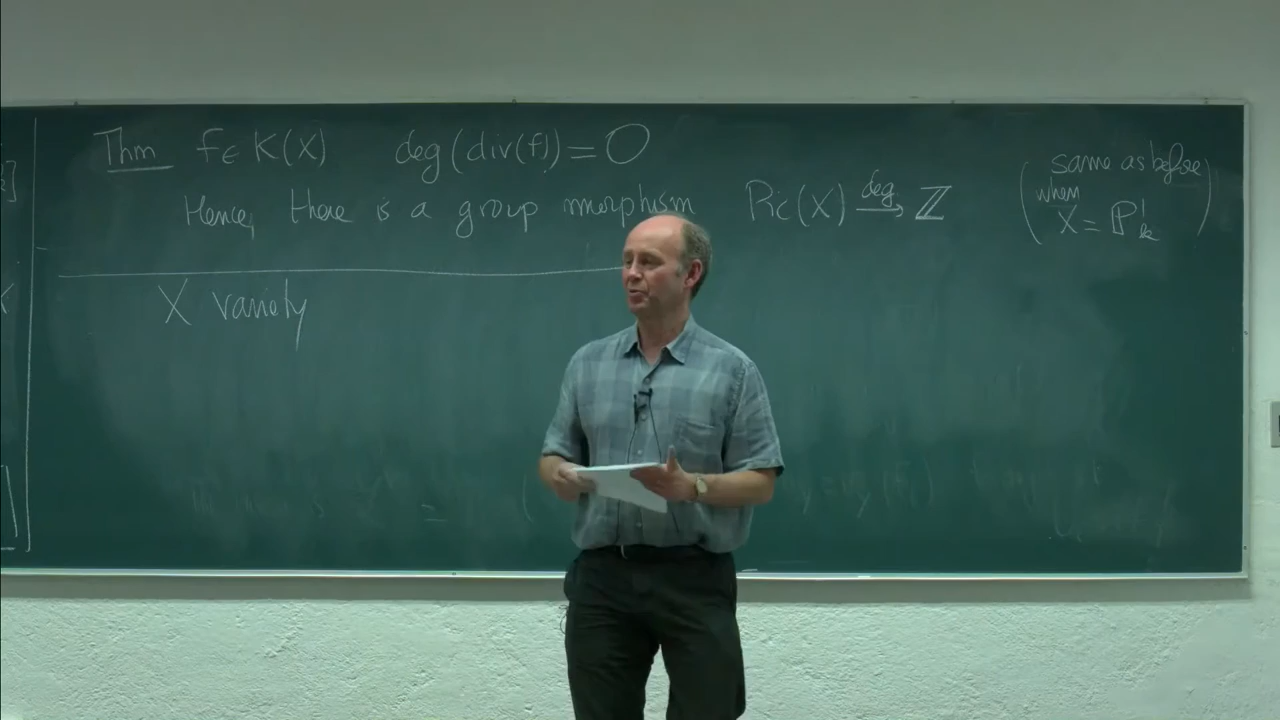 Thm f ∈ K(X) deg(div(f)) = 0
Hence, there is a group morphism Pic(X) deg→ ℤ
(same as before
when
X = ℙ¹ₖ)
X variety